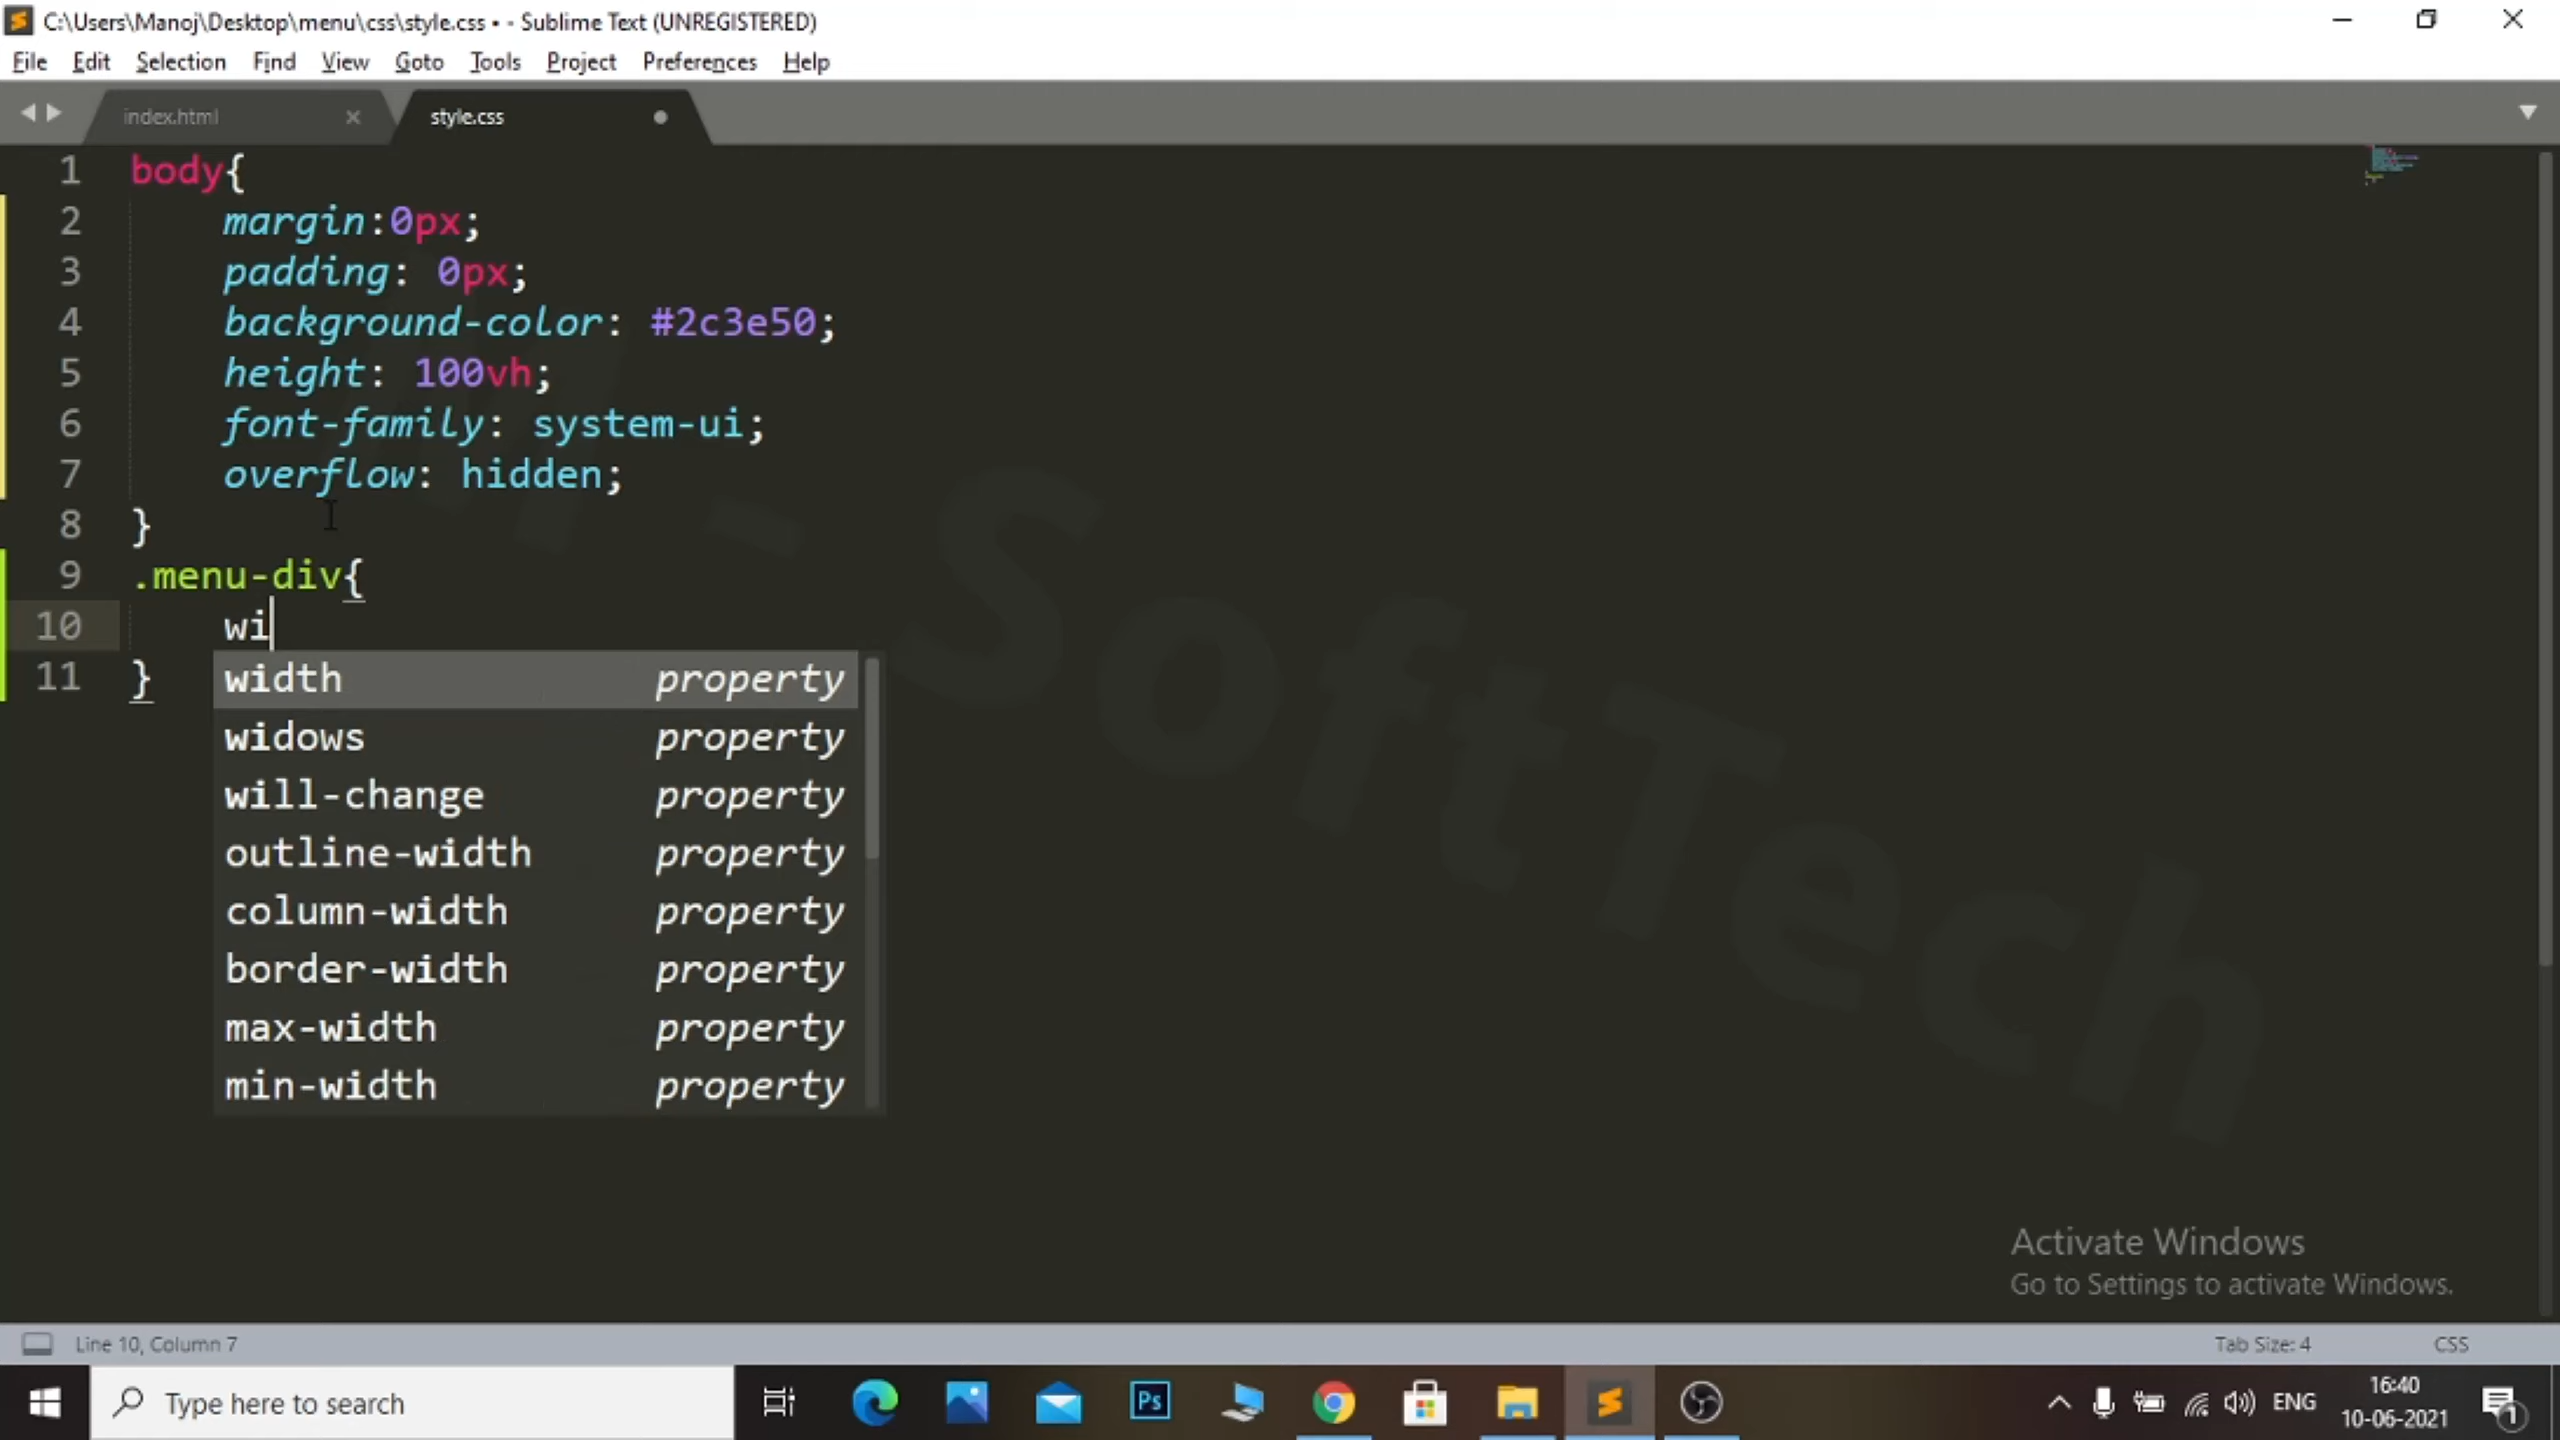 C:\Users\Manoj\Desktop\menu\css\style.css • - Sublime Text (UNREGISTERED)
File Edit Selection Find View Goto Tools Project Preferences Help
index.html style.css
1 body{
2 margin:0px;
3 padding: 0px;
4 background-color: #2c3e50;
5 height: 100vh;
6 font-family: system-ui;
7 overflow: hidden;
8 }
9 .menu-div{
10 wi
11 }
width property
widows property
will-change property
outline-width property
column-width property
border-width property
max-width property
min-width property
M - SoftTech
Activate Windows
Go to Settings to activate Windows.
Line 10, Column 7 Tab Size: 4 CSS
Type here to search
Ps
ENG
16:40
10-06-2021
1